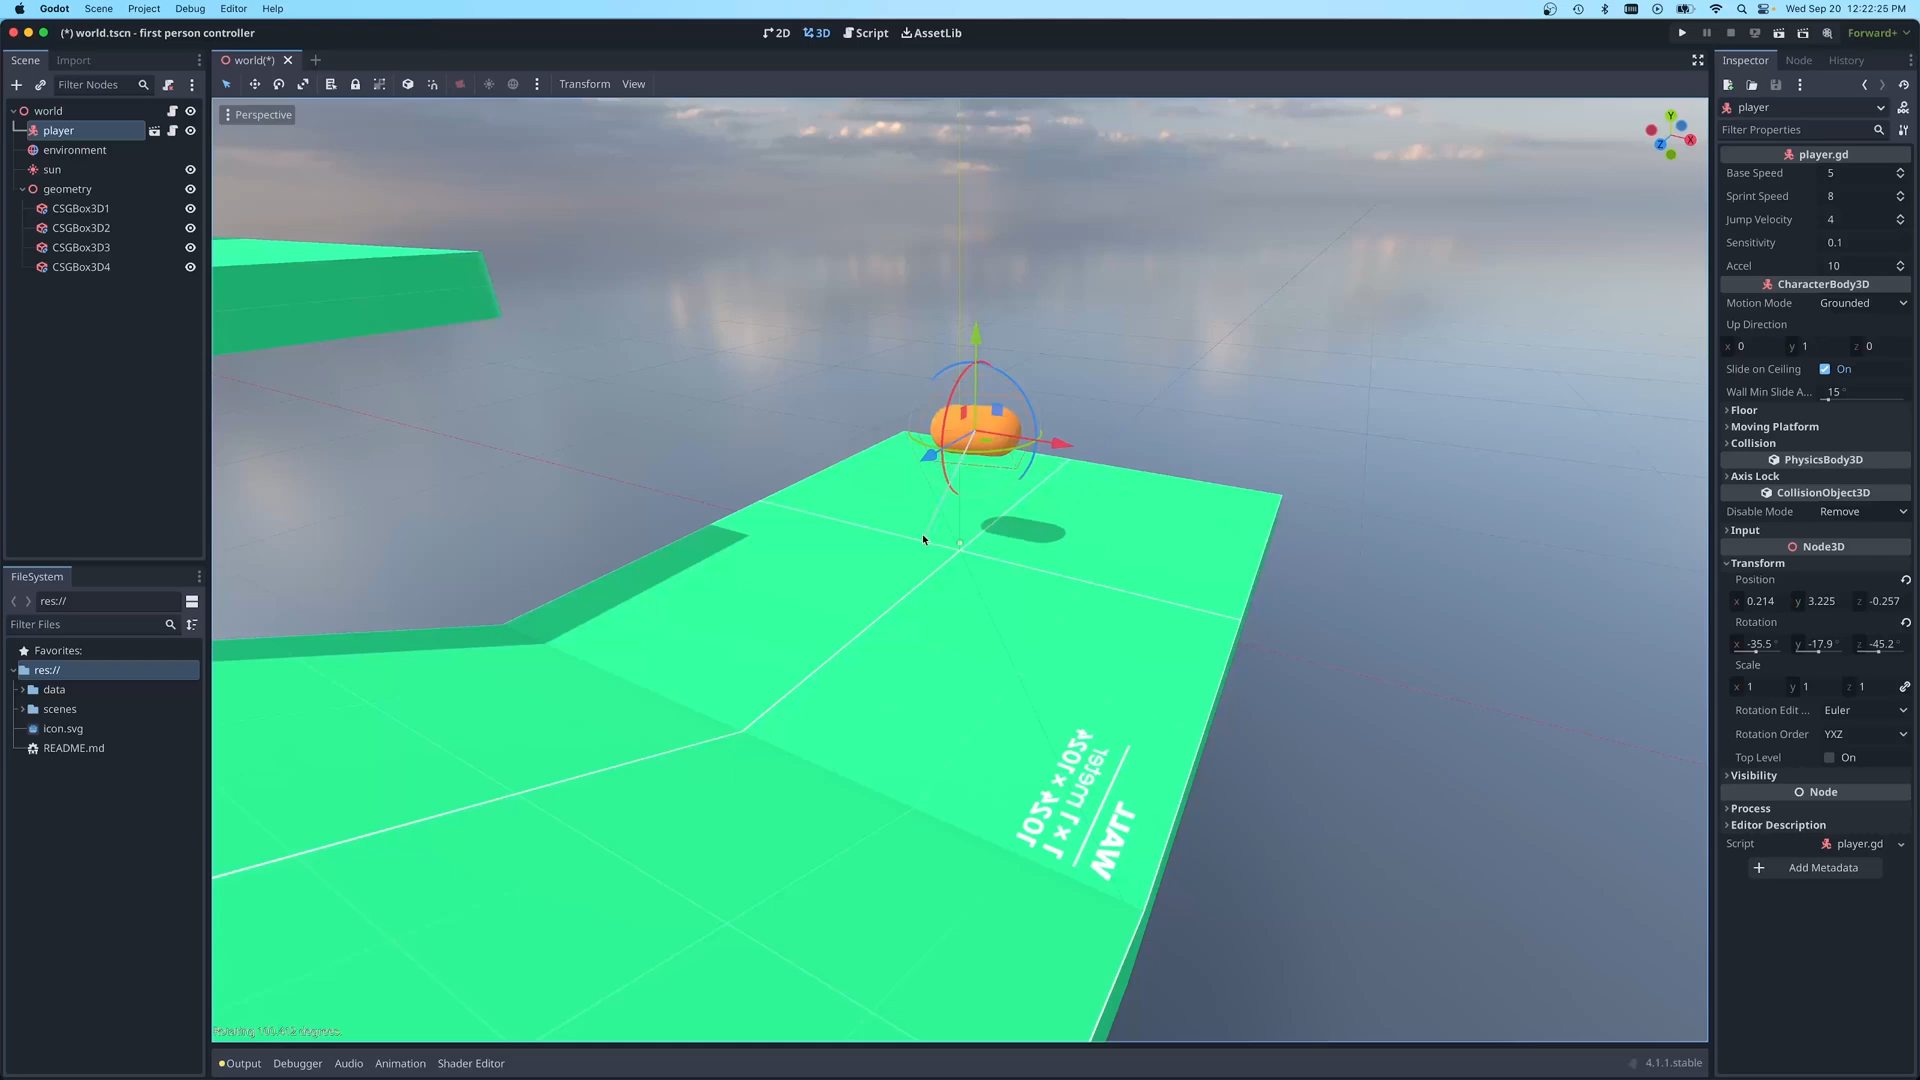 Godot Scene Project Debug Editor Help
Wed Sep 20 12:22:25 PM
(*) world.tscn - first person controller
2D 3D Script AssetLib
Forward+
Scene Import
world(*)
Inspector Node History
Filter Nodes
Transform View
world
player
environment
sun
geometry
CSGBox3D1
CSGBox3D2
CSGBox3D3
CSGBox3D4
FileSystem
res://
Filter Files
Favorites:
res://
data
scenes
icon.svg
README.md
Perspective
Y
X
Z
1024 x 1024
1 x 1 meter
WALL
Output Debugger Audio Animation Shader Editor
4.1.1.stable
player
Filter Properties
player.gd
Base Speed 5
Sprint Speed 8
Jump Velocity 4
Sensitivity 0.1
Accel 10
CharacterBody3D
Motion Mode Grounded
Up Direction
x 0 y 1 z 0
Slide on Ceiling On
Wall Min Slide A... 15 °
Floor
Moving Platform
Collision
PhysicsBody3D
Axis Lock
CollisionObject3D
Disable Mode Remove
Input
Node3D
Transform
Position
x 0.214 y 3.225 z -0.257
Rotation
x -35.5 ° y -17.9 ° z -45.2 °
Scale
x 1 y 1 z 1
Rotation Edit ... Euler
Rotation Order YXZ
Top Level On
Visibility
Node
Process
Editor Description
Script player.gd
Add Metadata